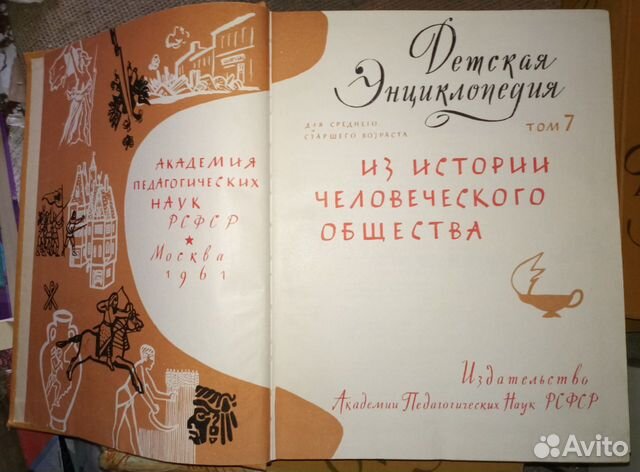 АКАДЕМИЯ
ПЕДАГОГИЧЕСКИХ
НАУК
РСФСР
Москва
1961
Детская
Энциклопедия
ДЛЯ СРЕДНЕГО
И
СТАРШЕГО ВОЗРАСТА
ТОМ 7
ИЗ ИСТОРИИ
ЧЕЛОВЕЧЕСКОГО
ОБЩЕСТВА
Издательство
Академии Педагогических Наук РСФСР
Avito